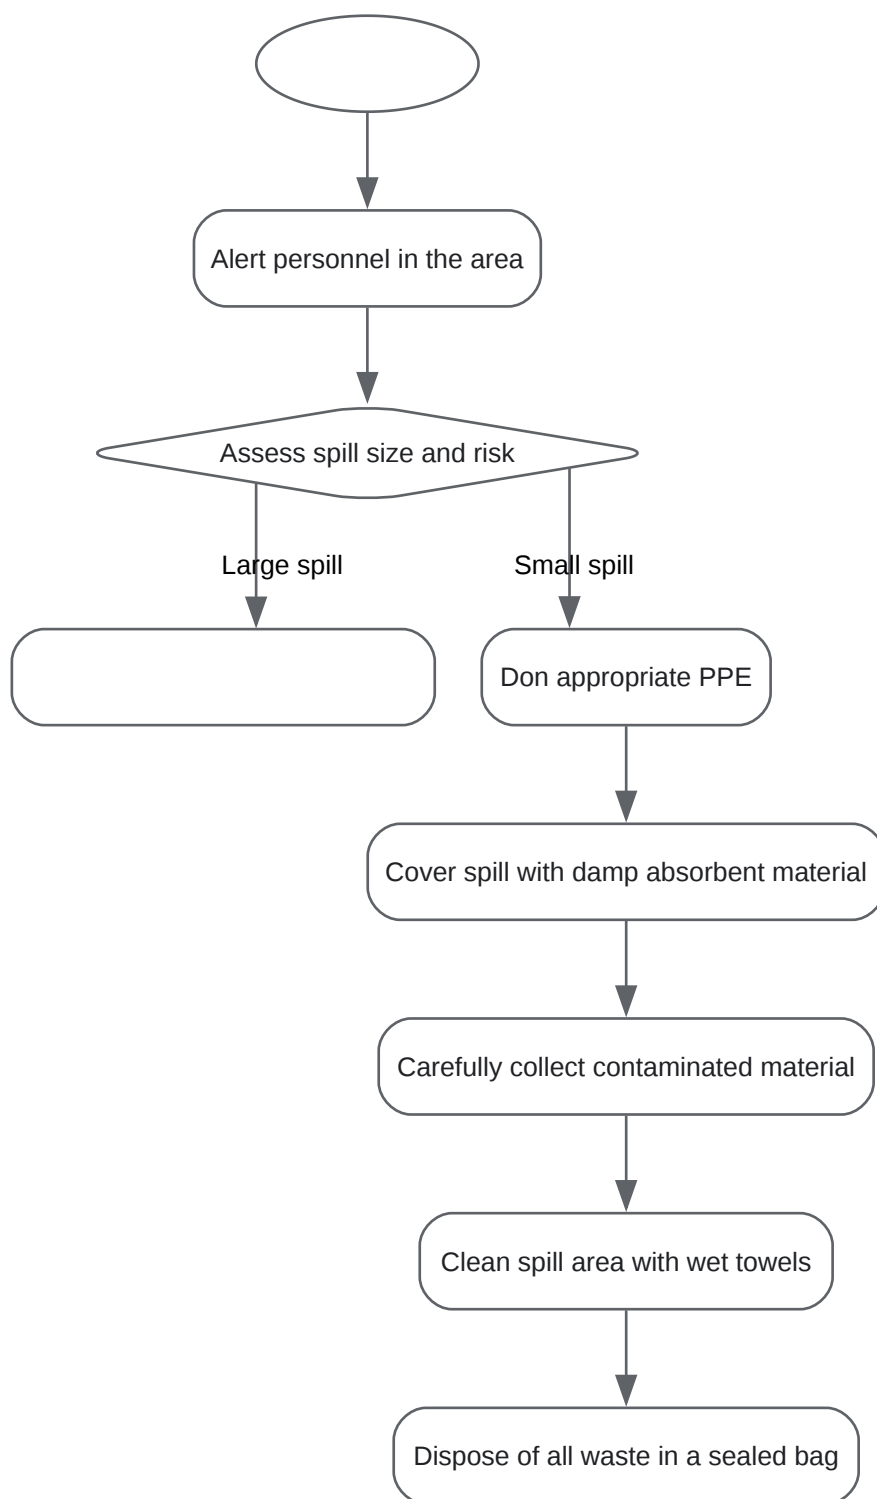 Alert personnel in the area
Assess spill size and risk
Large spill
Small spill
Don appropriate PPE
Cover spill with damp absorbent material
Carefully collect contaminated material
Clean spill area with wet towels
Dispose of all waste in a sealed bag